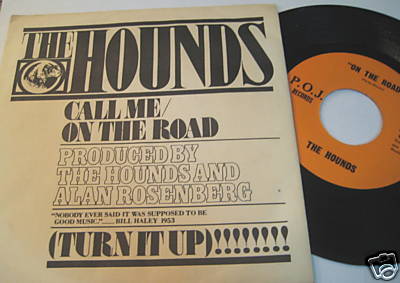 THE HOUNDS
CALL ME/
ON THE ROAD
PRODUCED BY
THE HOUNDS AND
ALAN ROSENBERG
"NOBODY EVER SAID IT WAS SUPPOSED TO BE
GOOD MUSIC."...... BILL HALEY 1953
(TURN IT UP)!!!!!!!!
"ON THE ROAD
P.O.J.
RECORDS
THE HOUNDS